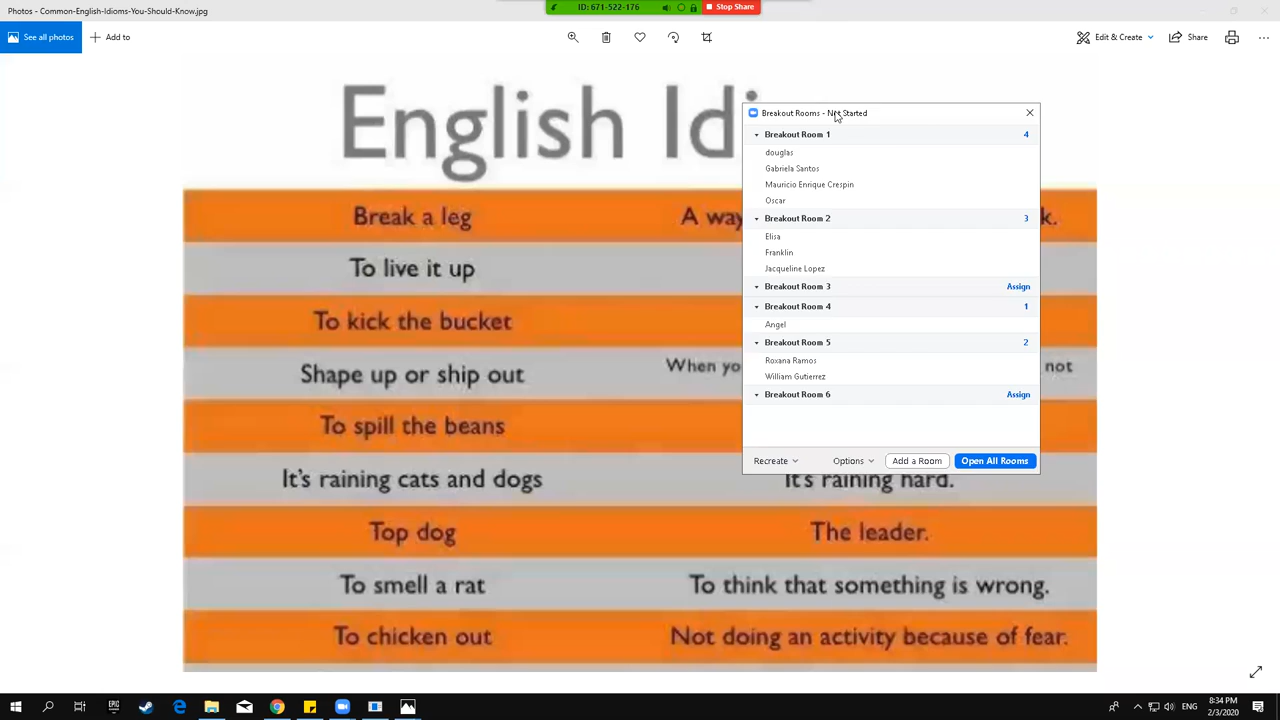 Photos - Common-English-Idioms-You-Should-Know.jpg
ID: 671-522-176
Stop Share
See all photos
Add to
Edit & Create
Share
English Idi
Breakout Rooms - Not Started
Breakout Room 1
4
douglas
Gabriela Santos
Mauricio Enrique Crespin
Oscar
Breakout Room 2
3
Elisa
Franklin
Jacqueline Lopez
Breakout Room 3
Assign
Breakout Room 4
1
Angel
Breakout Room 5
2
Roxana Ramos
William Gutierrez
Breakout Room 6
Assign
Recreate
Options
Add a Room
Open All Rooms
Break a leg
A way
k.
To live it up
To kick the bucket
Shape up or ship out
When yo
not
To spill the beans
It's raining cats and dogs
It's raining hard.
Top dog
The leader.
To smell a rat
To think that something is wrong.
To chicken out
Not doing an activity because of fear.
EPIC
ENG
8:34 PM
2/3/2020